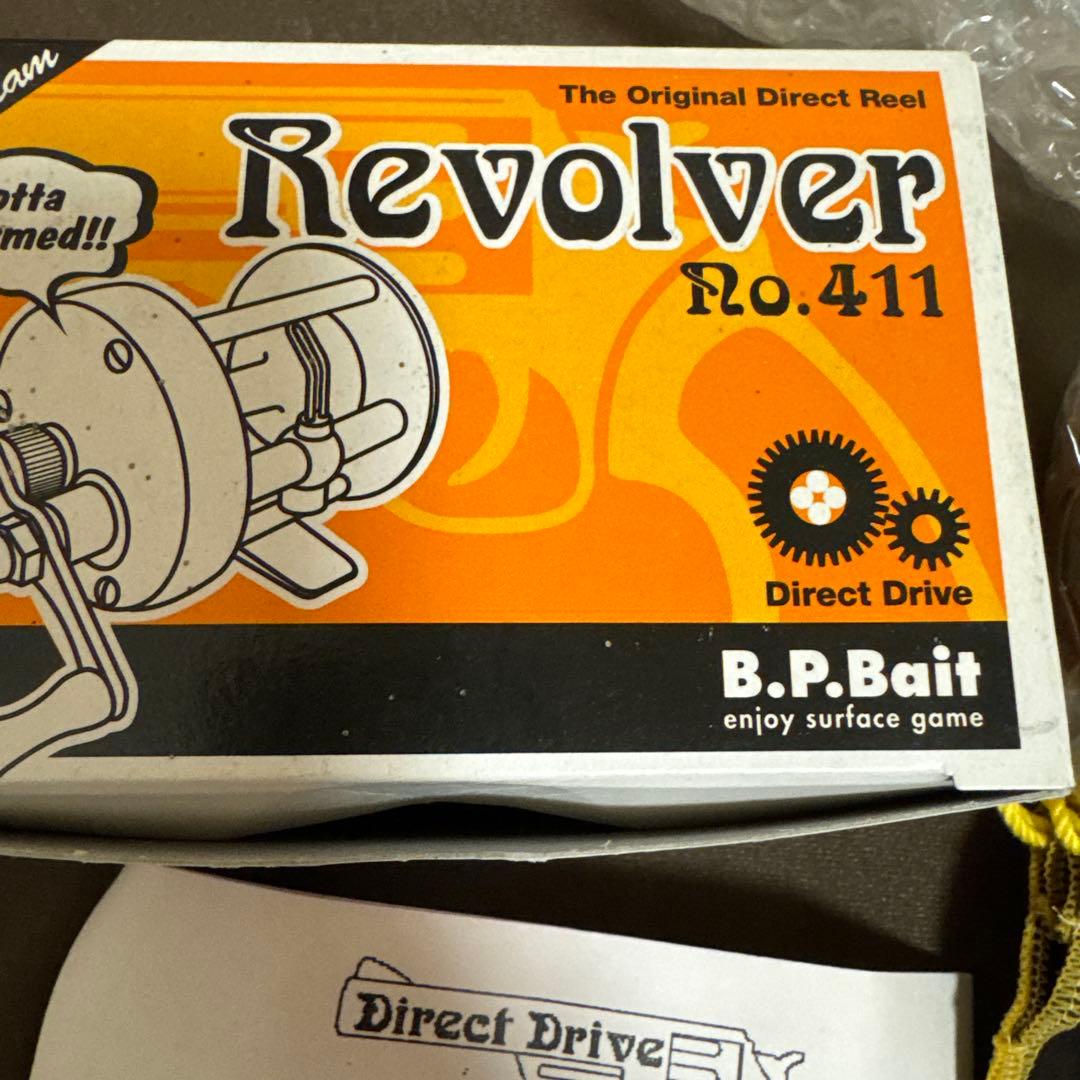 The Original Direct Reel
Revolver
No.411
Direct Drive
B.P.Bait
enjoy surface game
Direct Drive